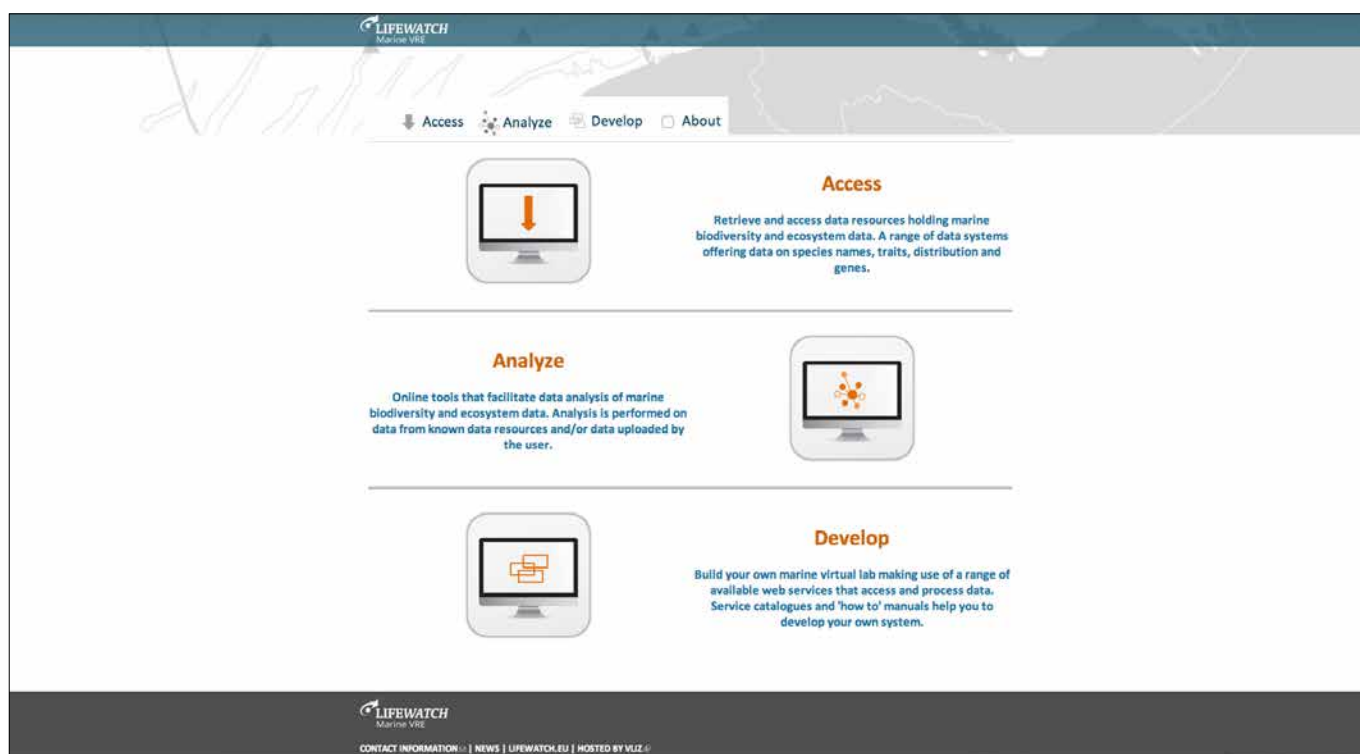 LIFEWATCH
Marine VRE
Access Analyze Develop About
Access
Retrieve and access data resources holding marine
biodiversity and ecosystem data. A range of data systems
offering data on species names, traits, distribution and
genes.
Analyze
Online tools that facilitate data analysis of marine
biodiversity and ecosystem data. Analysis is performed on
data from known data resources and/or data uploaded by
the user.
Develop
Build your own marine virtual lab making use of a range of
available web services that access and process data.
Service catalogues and 'how to' manuals help you to
develop your own system.
LIFEWATCH
Marine VRE
CONTACT INFORMATION | NEWS | LIFEWATCH.EU | HOSTED BY VLIZ